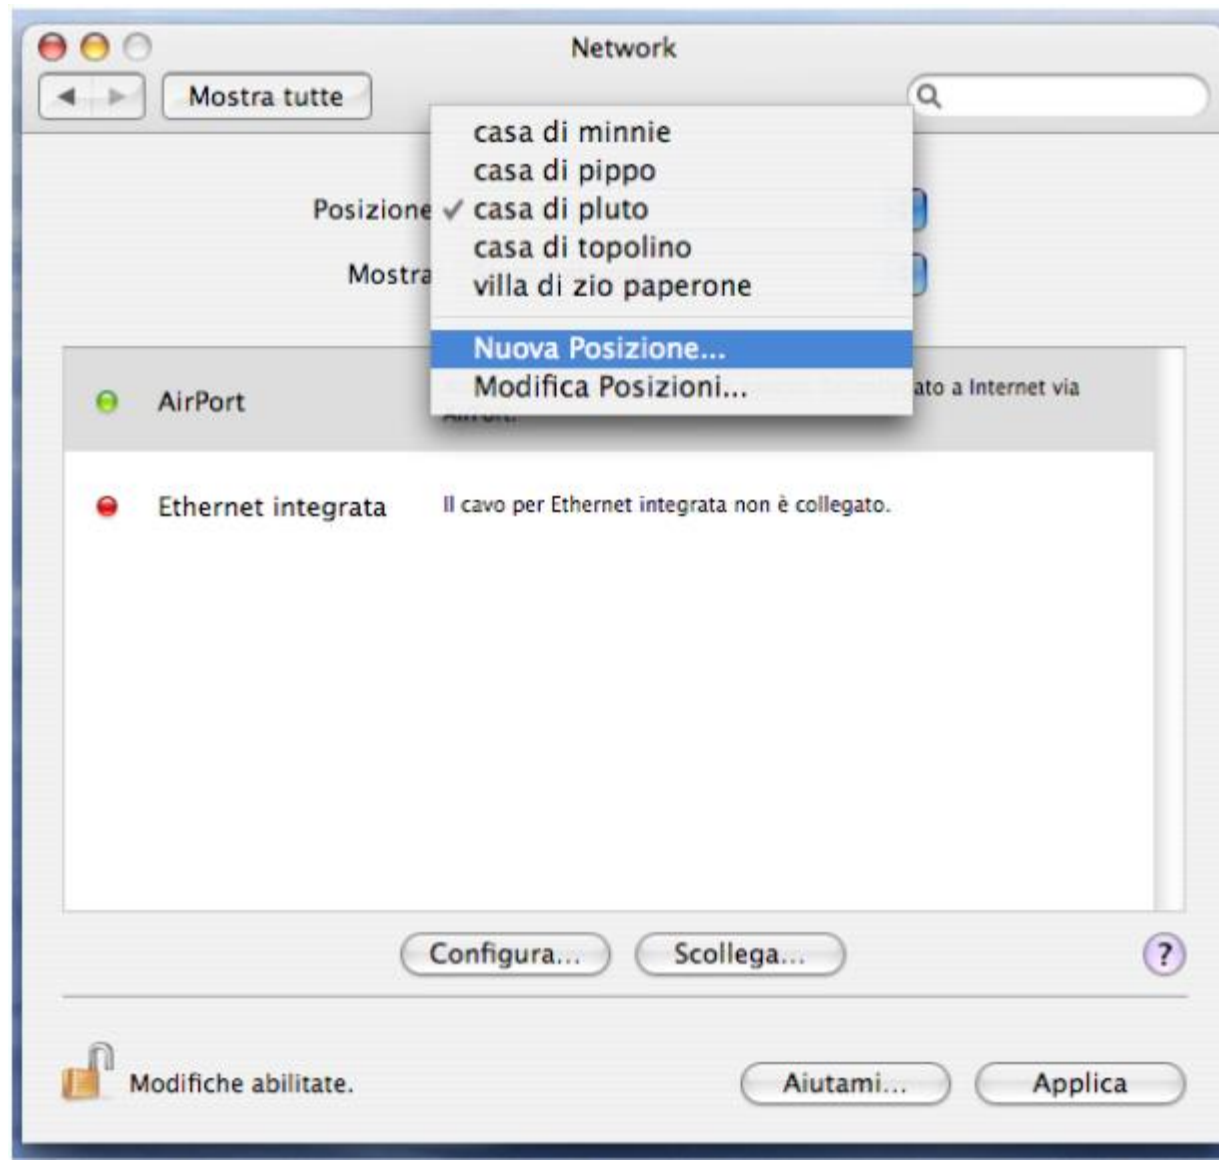 Network
Mostra tutte
casa di minnie
casa di pippo
Posizione ✓ casa di pluto
casa di topolino
Mostra
villa di zio paperone
Nuova Posizione...
Modifica Posizioni...
AirPort
ato a Internet via
Ethernet integrata
Il cavo per Ethernet integrata non è collegato.
Configura...
Scollega...
?
Modifiche abilitate.
Aiutami...
Applica